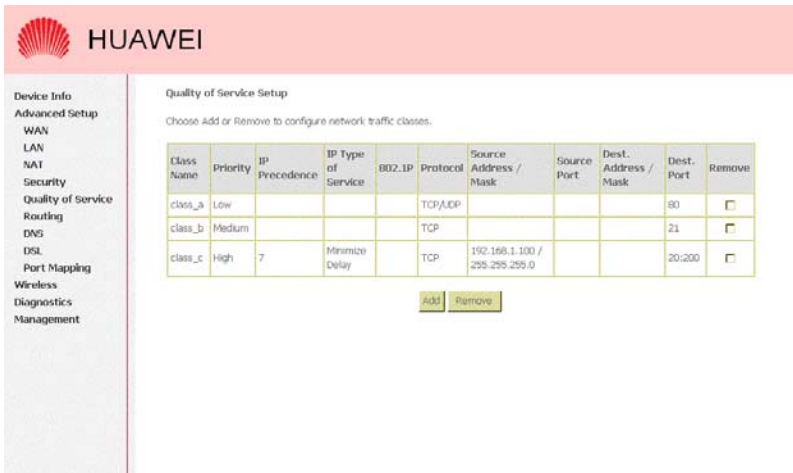 HUAWEI
Device Info
Advanced Setup
WAN
LAN
NAT
Security
Quality of Service
Routing
DNS
DSL
Port Mapping
Wireless
Diagnostics
Management
Quality of Service Setup
Choose Add or Remove to configure network traffic classes.
Class Name Priority IP Precedence IP Type of Service 802.1P Protocol Source Address / Mask Source Port Dest. Address / Mask Dest. Port Remove
class_a Low TCP/UDP 80
class_b Medium TCP 21
class_c High 7 Minimize Delay TCP 192.168.1.100 / 255.255.255.0 20:200
Add Remove